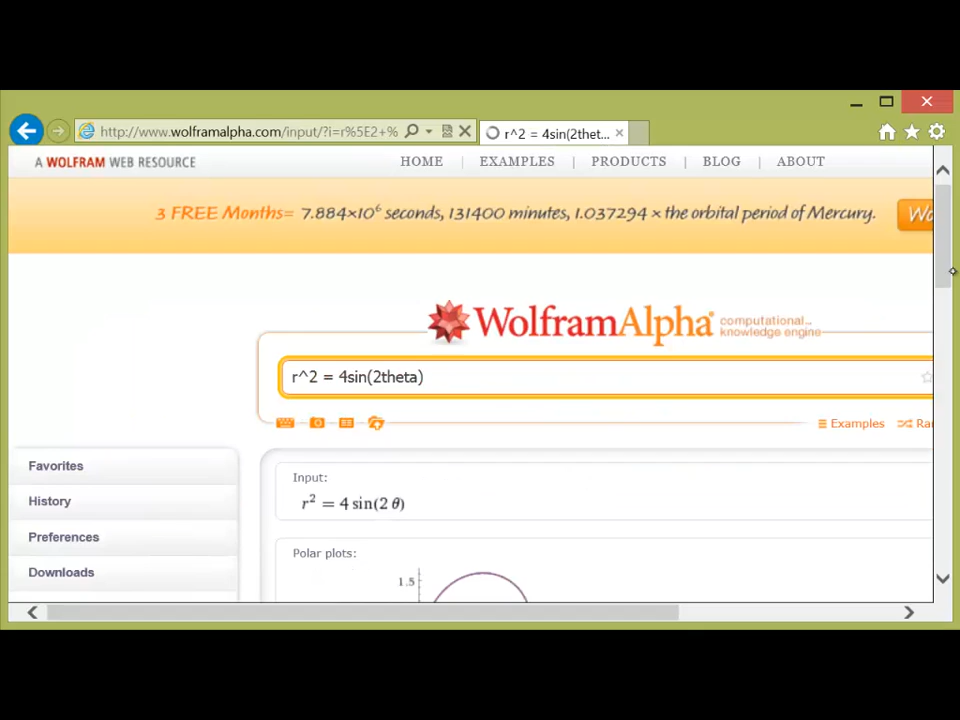 http://www.wolframalpha.com/input/?i=r%5E2+%
r^2 = 4sin(2thet...
A WOLFRAM WEB RESOURCE
HOME | EXAMPLES | PRODUCTS | BLOG | ABOUT
3 FREE Months= 7.884×10⁶ seconds, 131400 minutes, 1.037294 × the orbital period of Mercury.
Wo
WolframAlpha computational...
knowledge engine
r^2 = 4sin(2theta)
Examples
Ra
Favorites
History
Preferences
Downloads
Input:
r² = 4 sin(2 θ)
Polar plots:
1.5